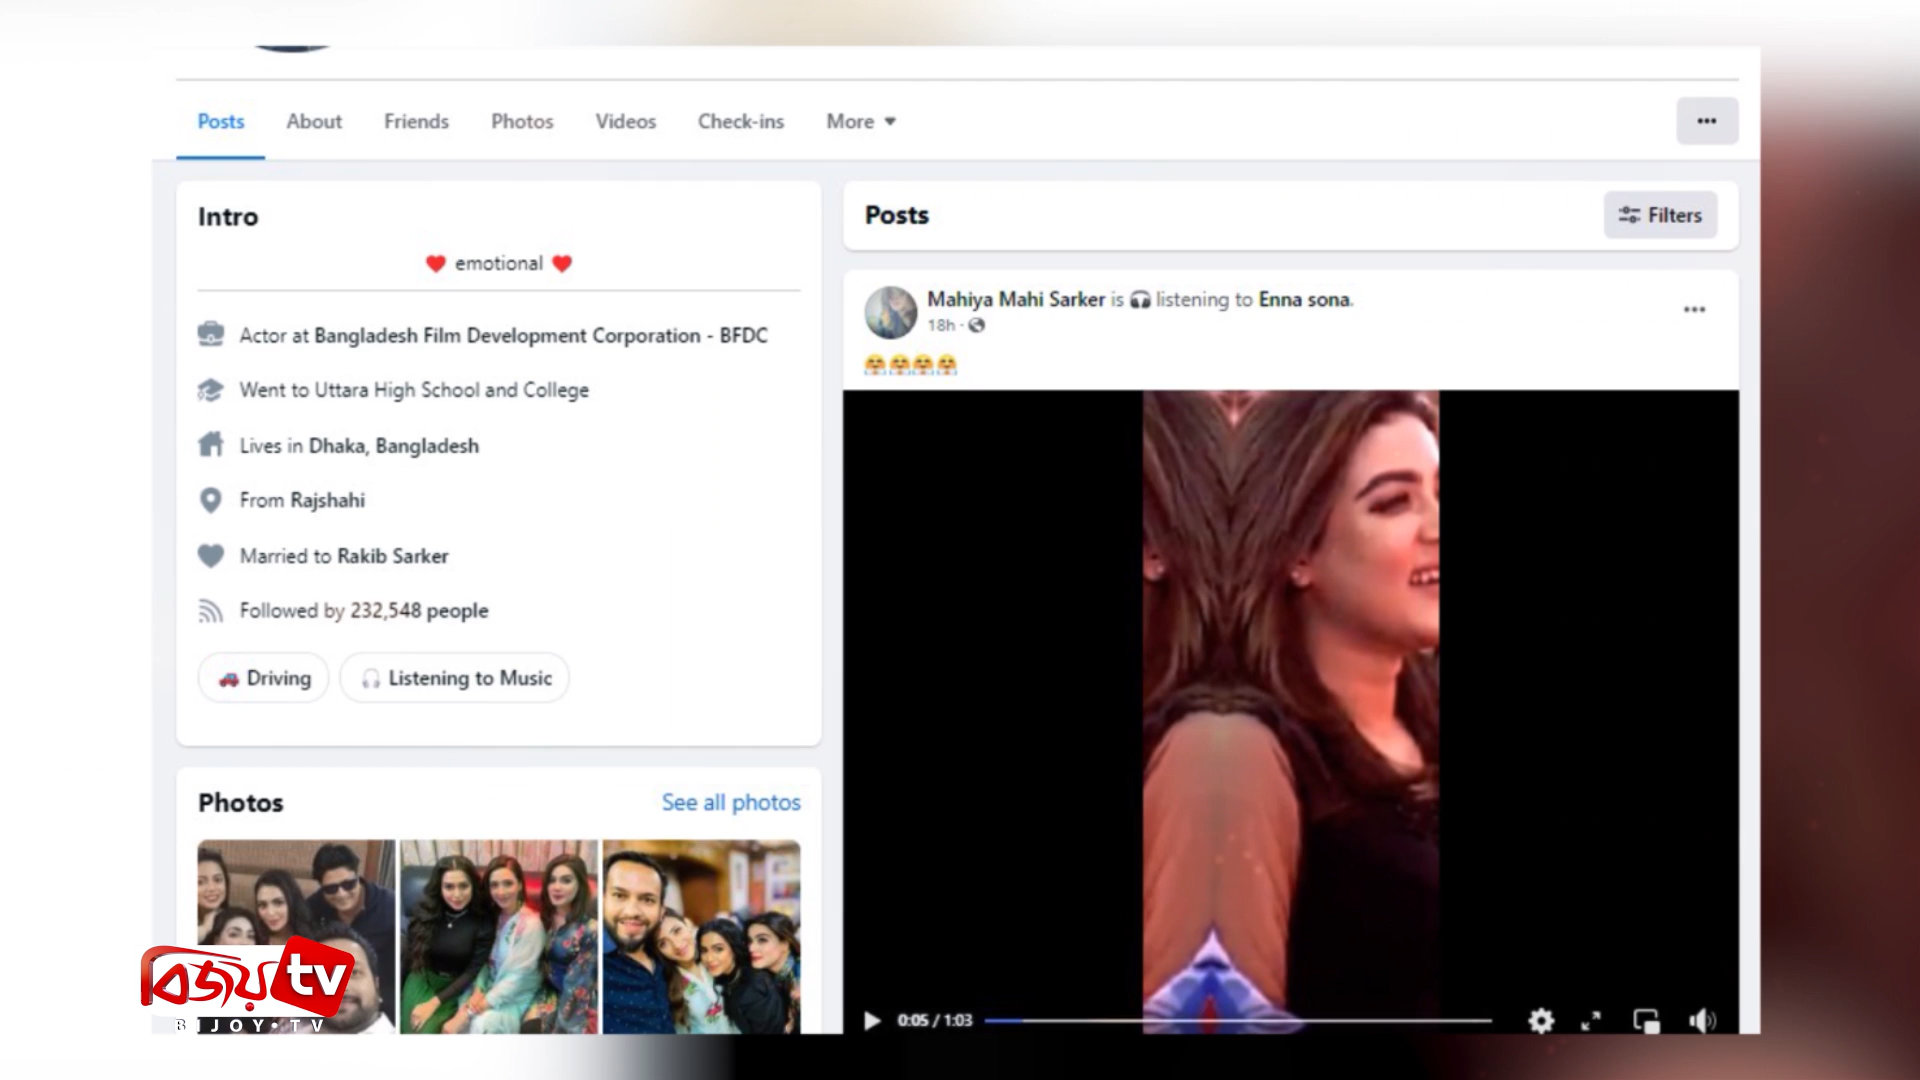 Posts About Friends Photos Videos Check-ins More
Intro
❤️ emotional ❤️
Actor at Bangladesh Film Development Corporation - BFDC
Went to Uttara High School and College
Lives in Dhaka, Bangladesh
From Rajshahi
Married to Rakib Sarker
Followed by 232,548 people
Driving Listening to Music
Photos See all photos
Posts Filters
Mahiya Mahi Sarker is listening to Enna sona.
18h ·
0:05 / 1:03
বিজয় tv
BIJOY•TV